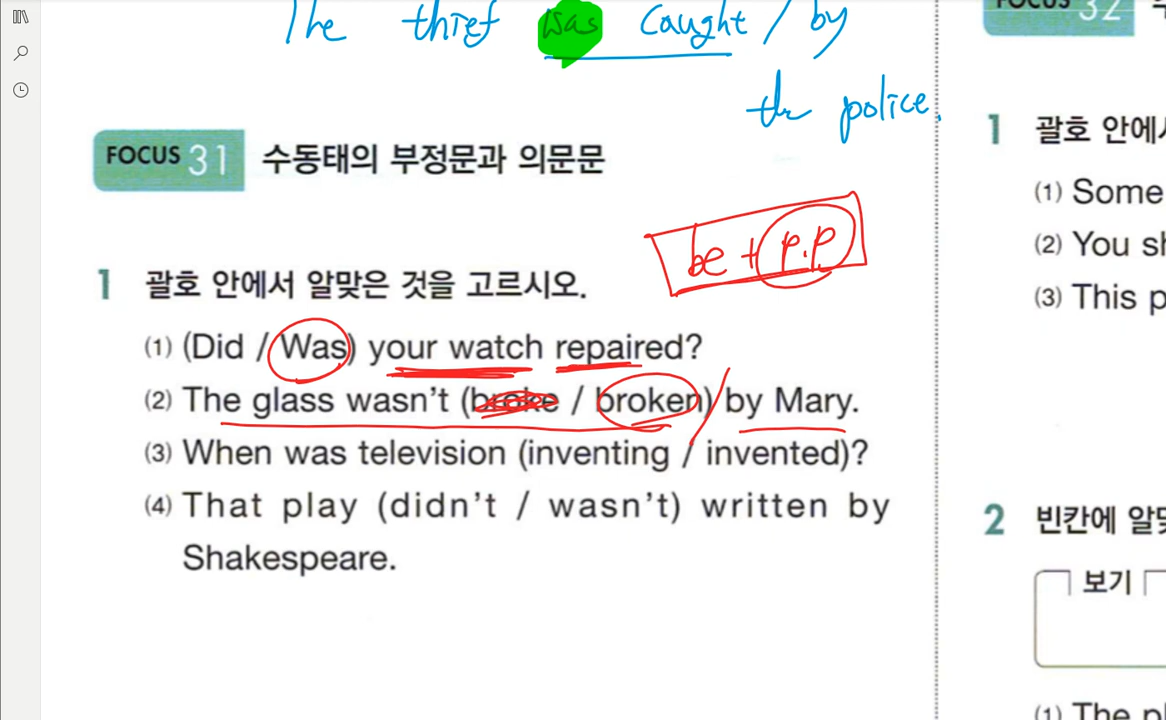 The thief was caught / by
the police.
FOCUS 32
FOCUS 31 수동태의 부정문과 의문문
be + p.p
1 괄호 안에서 알맞은 것을 고르시오.
(1) (Did / Was) your watch repaired?
(2) The glass wasn't (broke / broken) / by Mary.
(3) When was television (inventing / invented)?
(4) That play (didn't / wasn't) written by
Shakespeare.
1 괄호 안에서
(1) Some
(2) You sh
(3) This p
2 빈칸에 알맞
보기
(1) The pl